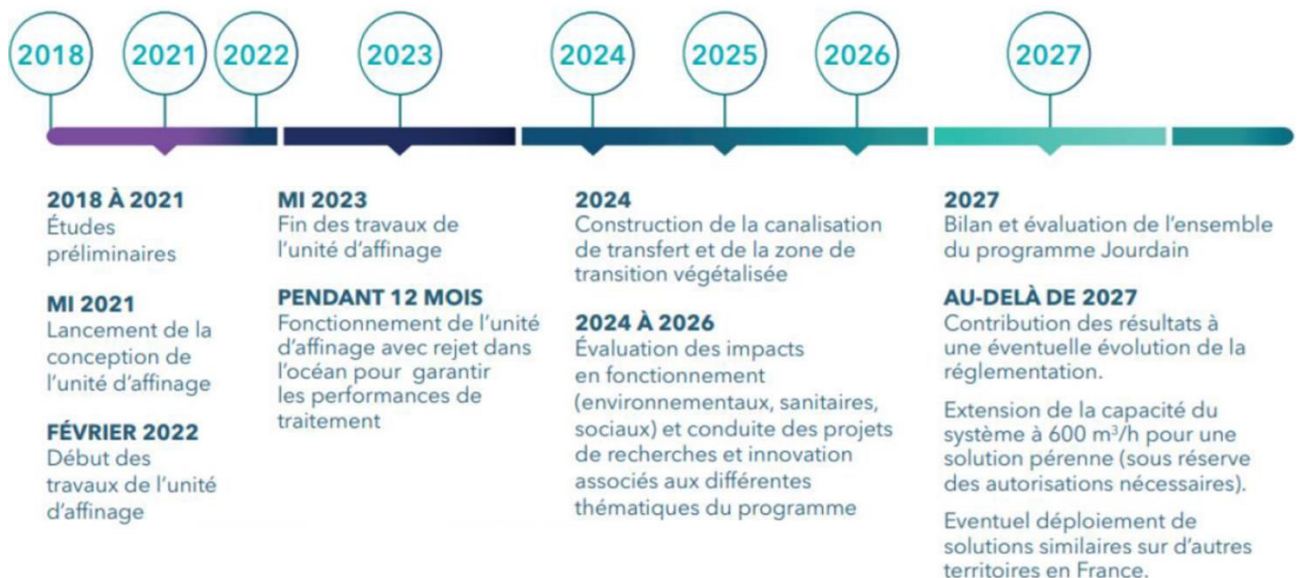 2018
2021
2022
2023
2024
2025
2026
2027
2018 À 2021
Études
préliminaires
MI 2021
Lancement de la
conception de
l’unité d’affinage
FÉVRIER 2022
Début des
travaux de l’unité
d’affinage
MI 2023
Fin des travaux de
l’unité d’affinage
PENDANT 12 MOIS
Fonctionnement de l’unité
d’affinage avec rejet dans
l’océan pour garantir
les performances de
traitement
2024
Construction de la canalisation
de transfert et de la zone de
transition végétalisée
2024 À 2026
Évaluation des impacts
en fonctionnement
(environnementaux, sanitaires,
sociaux) et conduite des projets
de recherches et innovation
associés aux différentes
thématiques du programme
2027
Bilan et évaluation de l’ensemble
du programme Jourdain
AU-DELÀ DE 2027
Contribution des résultats à
une éventuelle évolution de la
réglementation.
Extension de la capacité du
système à 600 m³/h pour une
solution pérenne (sous réserve
des autorisations nécessaires).
Eventuel déploiement de
solutions similaires sur d’autres
territoires en France.